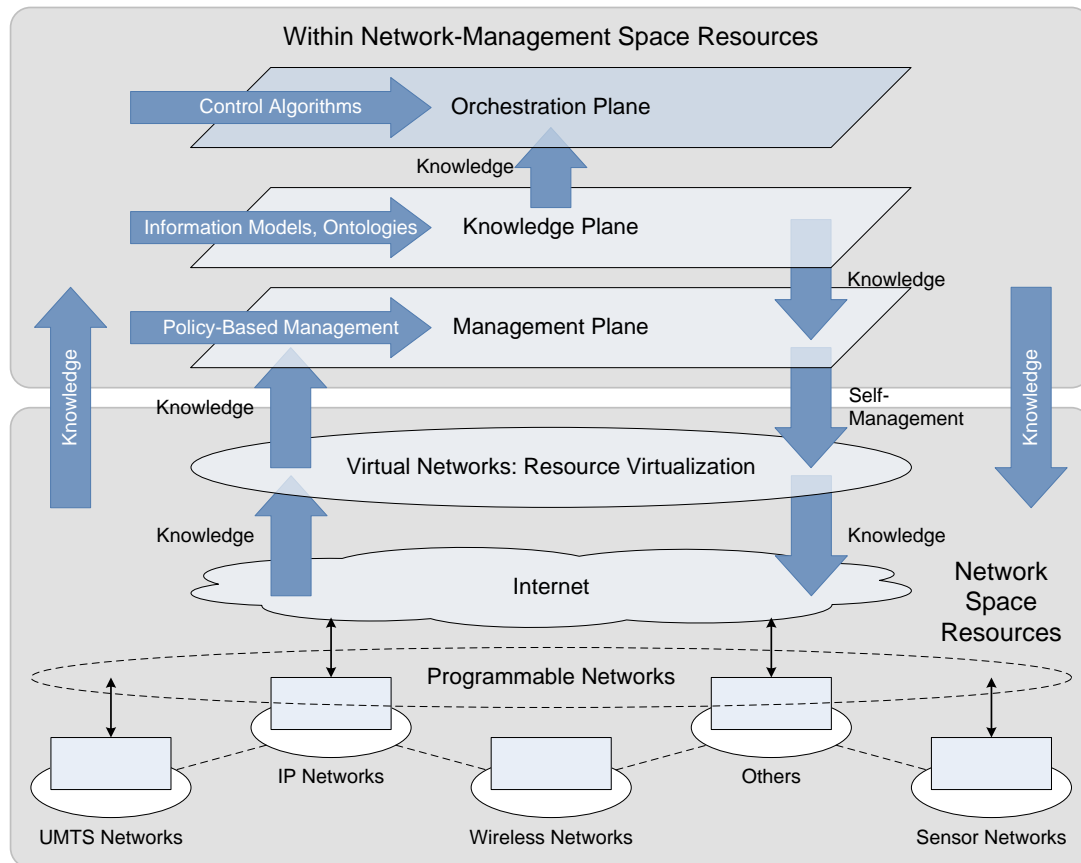 Within Network-Management Space Resources
Control Algorithms
Orchestration Plane
Knowledge
Information Models, Ontologies
Knowledge Plane
Knowledge
Policy-Based Management
Management Plane
Knowledge
Knowledge
Knowledge
Self-
Management
Virtual Networks: Resource Virtualization
Knowledge
Knowledge
Internet
Network
Space
Resources
Programmable Networks
IP Networks
Others
UMTS Networks
Wireless Networks
Sensor Networks